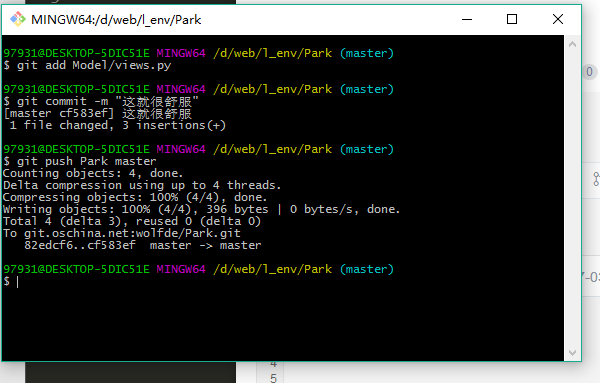 MINGW64:/d/web/l_env/Park
97931@DESKTOP-5DIC51E MINGW64 /d/web/l_env/Park (master)
$ git add Model/views.py
97931@DESKTOP-5DIC51E MINGW64 /d/web/l_env/Park (master)
$ git commit -m "这就很舒服"
[master cf583ef] 这就很舒服
1 file changed, 3 insertions(+)
97931@DESKTOP-5DIC51E MINGW64 /d/web/l_env/Park (master)
$ git push Park master
Counting objects: 4, done.
Delta compression using up to 4 threads.
Compressing objects: 100% (4/4), done.
Writing objects: 100% (4/4), 396 bytes | 0 bytes/s, done.
Total 4 (delta 3), reused 0 (delta 0)
To git.oschina.net:wolfde/Park.git
82edcf6..cf583ef  master -> master
97931@DESKTOP-5DIC51E MINGW64 /d/web/l_env/Park (master)
$
0
7-03
4
5